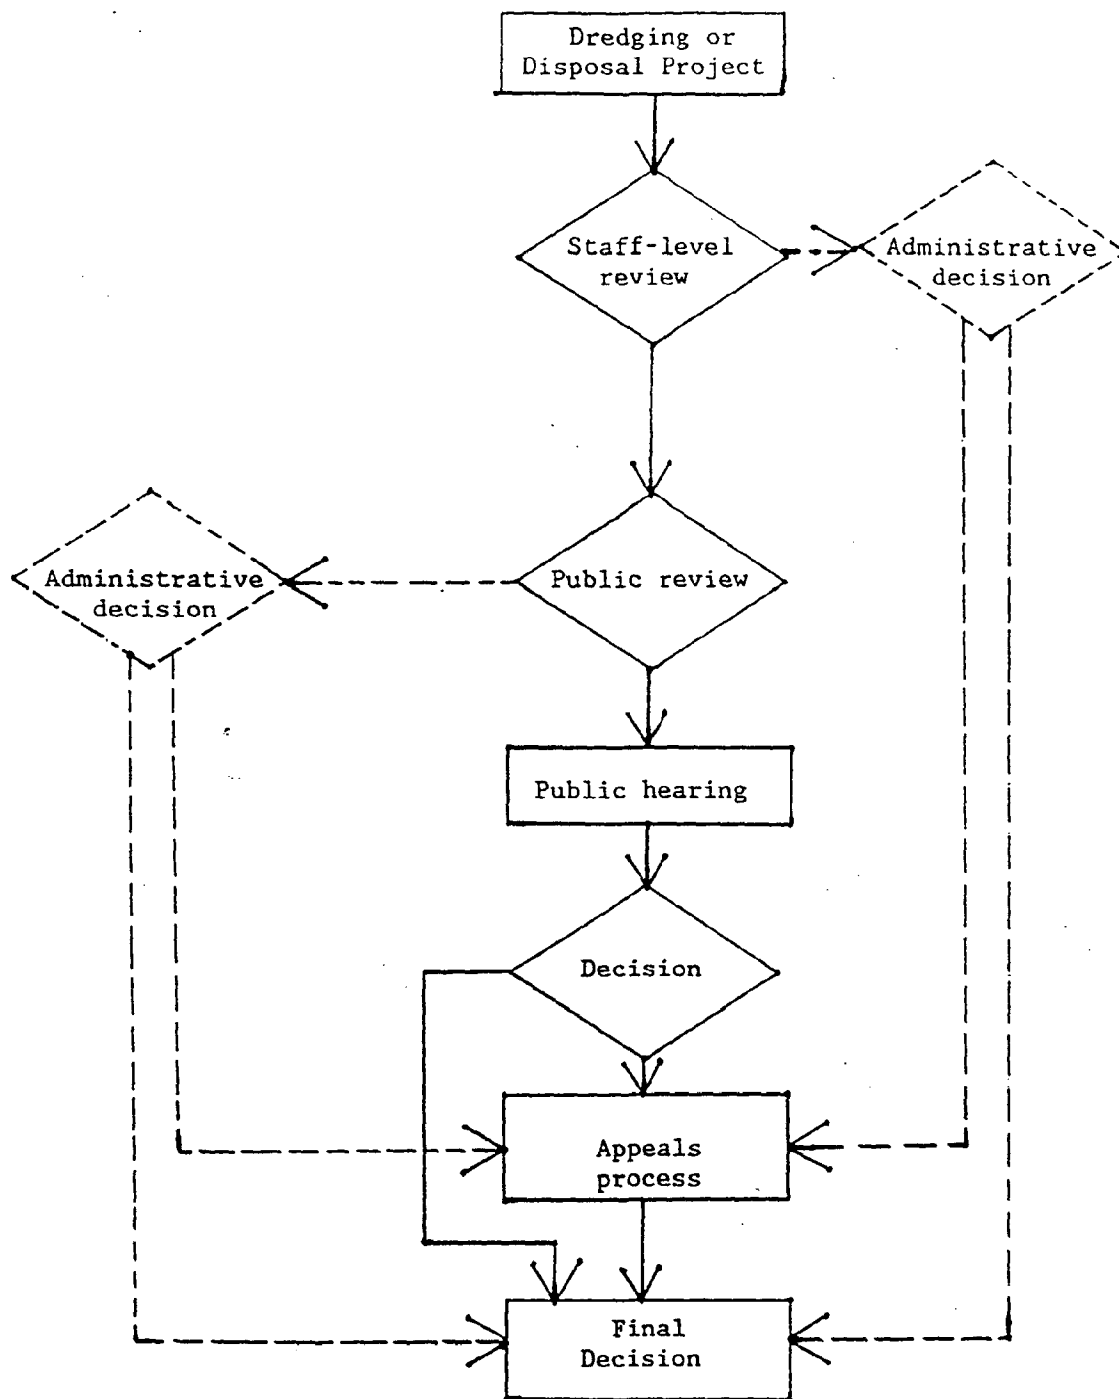 Dredging or
Disposal Project
Staff-level
review
Administrative
decision
Public review
Administrative
decision
Public hearing
Decision
Appeals
process
Final
Decision